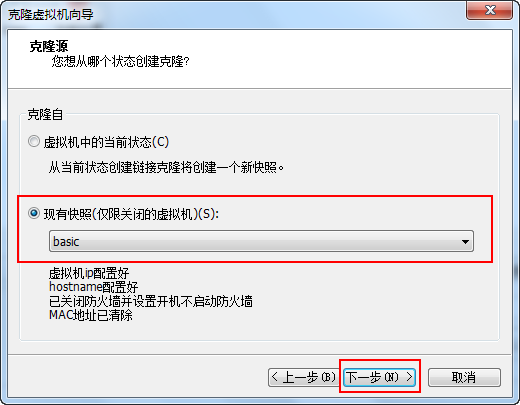 克隆虚拟机向导
克隆源
您想从哪个状态创建克隆?
克隆自
虚拟机中的当前状态(C)
从当前状态创建链接克隆将创建一个新快照。
现有快照(仅限关闭的虚拟机)(S):
basic
虚拟机ip配置好
hostname配置好
已关闭防火墙并设置开机不启动防火墙
MAC地址已清除
< 上一步(B) 下一步(N) > 取消